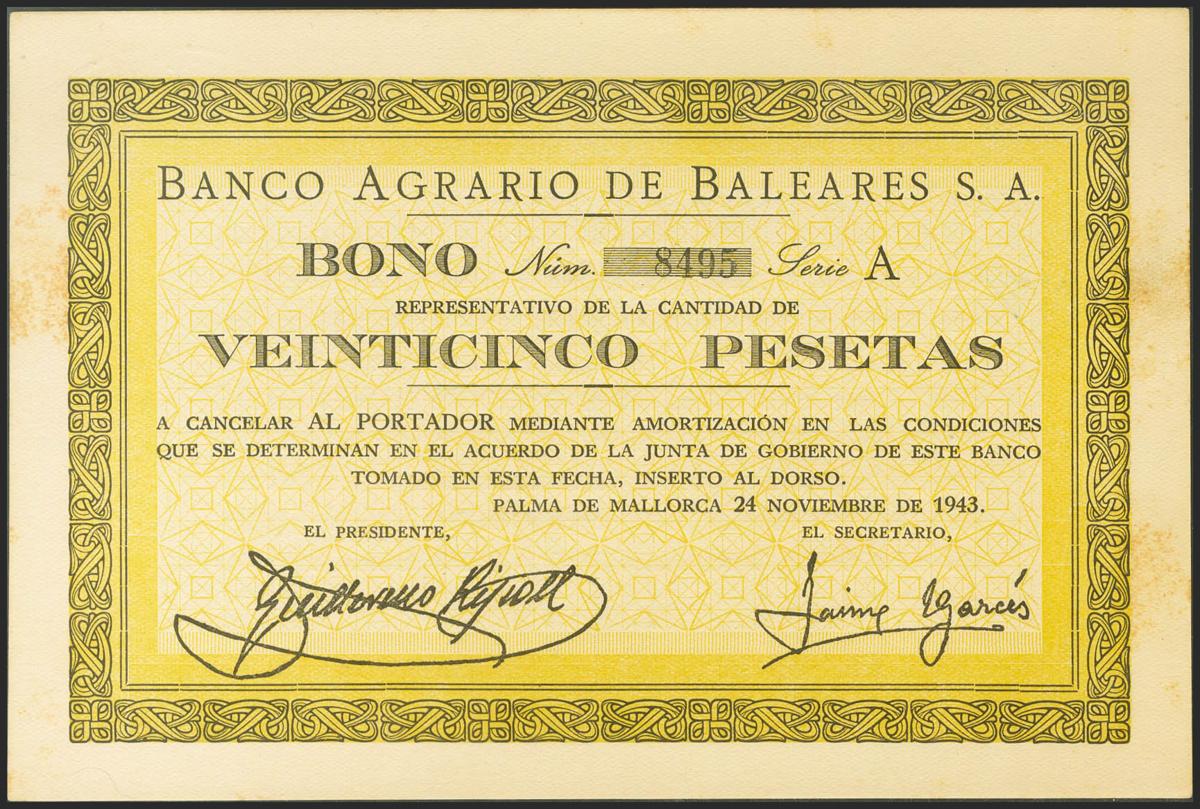 BANCO AGRARIO DE BALEARES S. A.
BONO Núm. 8495 Serie A
REPRESENTATIVO DE LA CANTIDAD DE
VEINTICINCO PESETAS
A CANCELAR AL PORTADOR MEDIANTE AMORTIZACIÓN EN LAS CONDICIONES
QUE SE DETERMINAN EN EL ACUERDO DE LA JUNTA DE GOBIERNO DE ESTE BANCO
TOMADO EN ESTA FECHA, INSERTO AL DORSO.
PALMA DE MALLORCA 24 NOVIEMBRE DE 1943.
EL PRESIDENTE, EL SECRETARIO,
Guillermo Ripoll Jaime Garcés